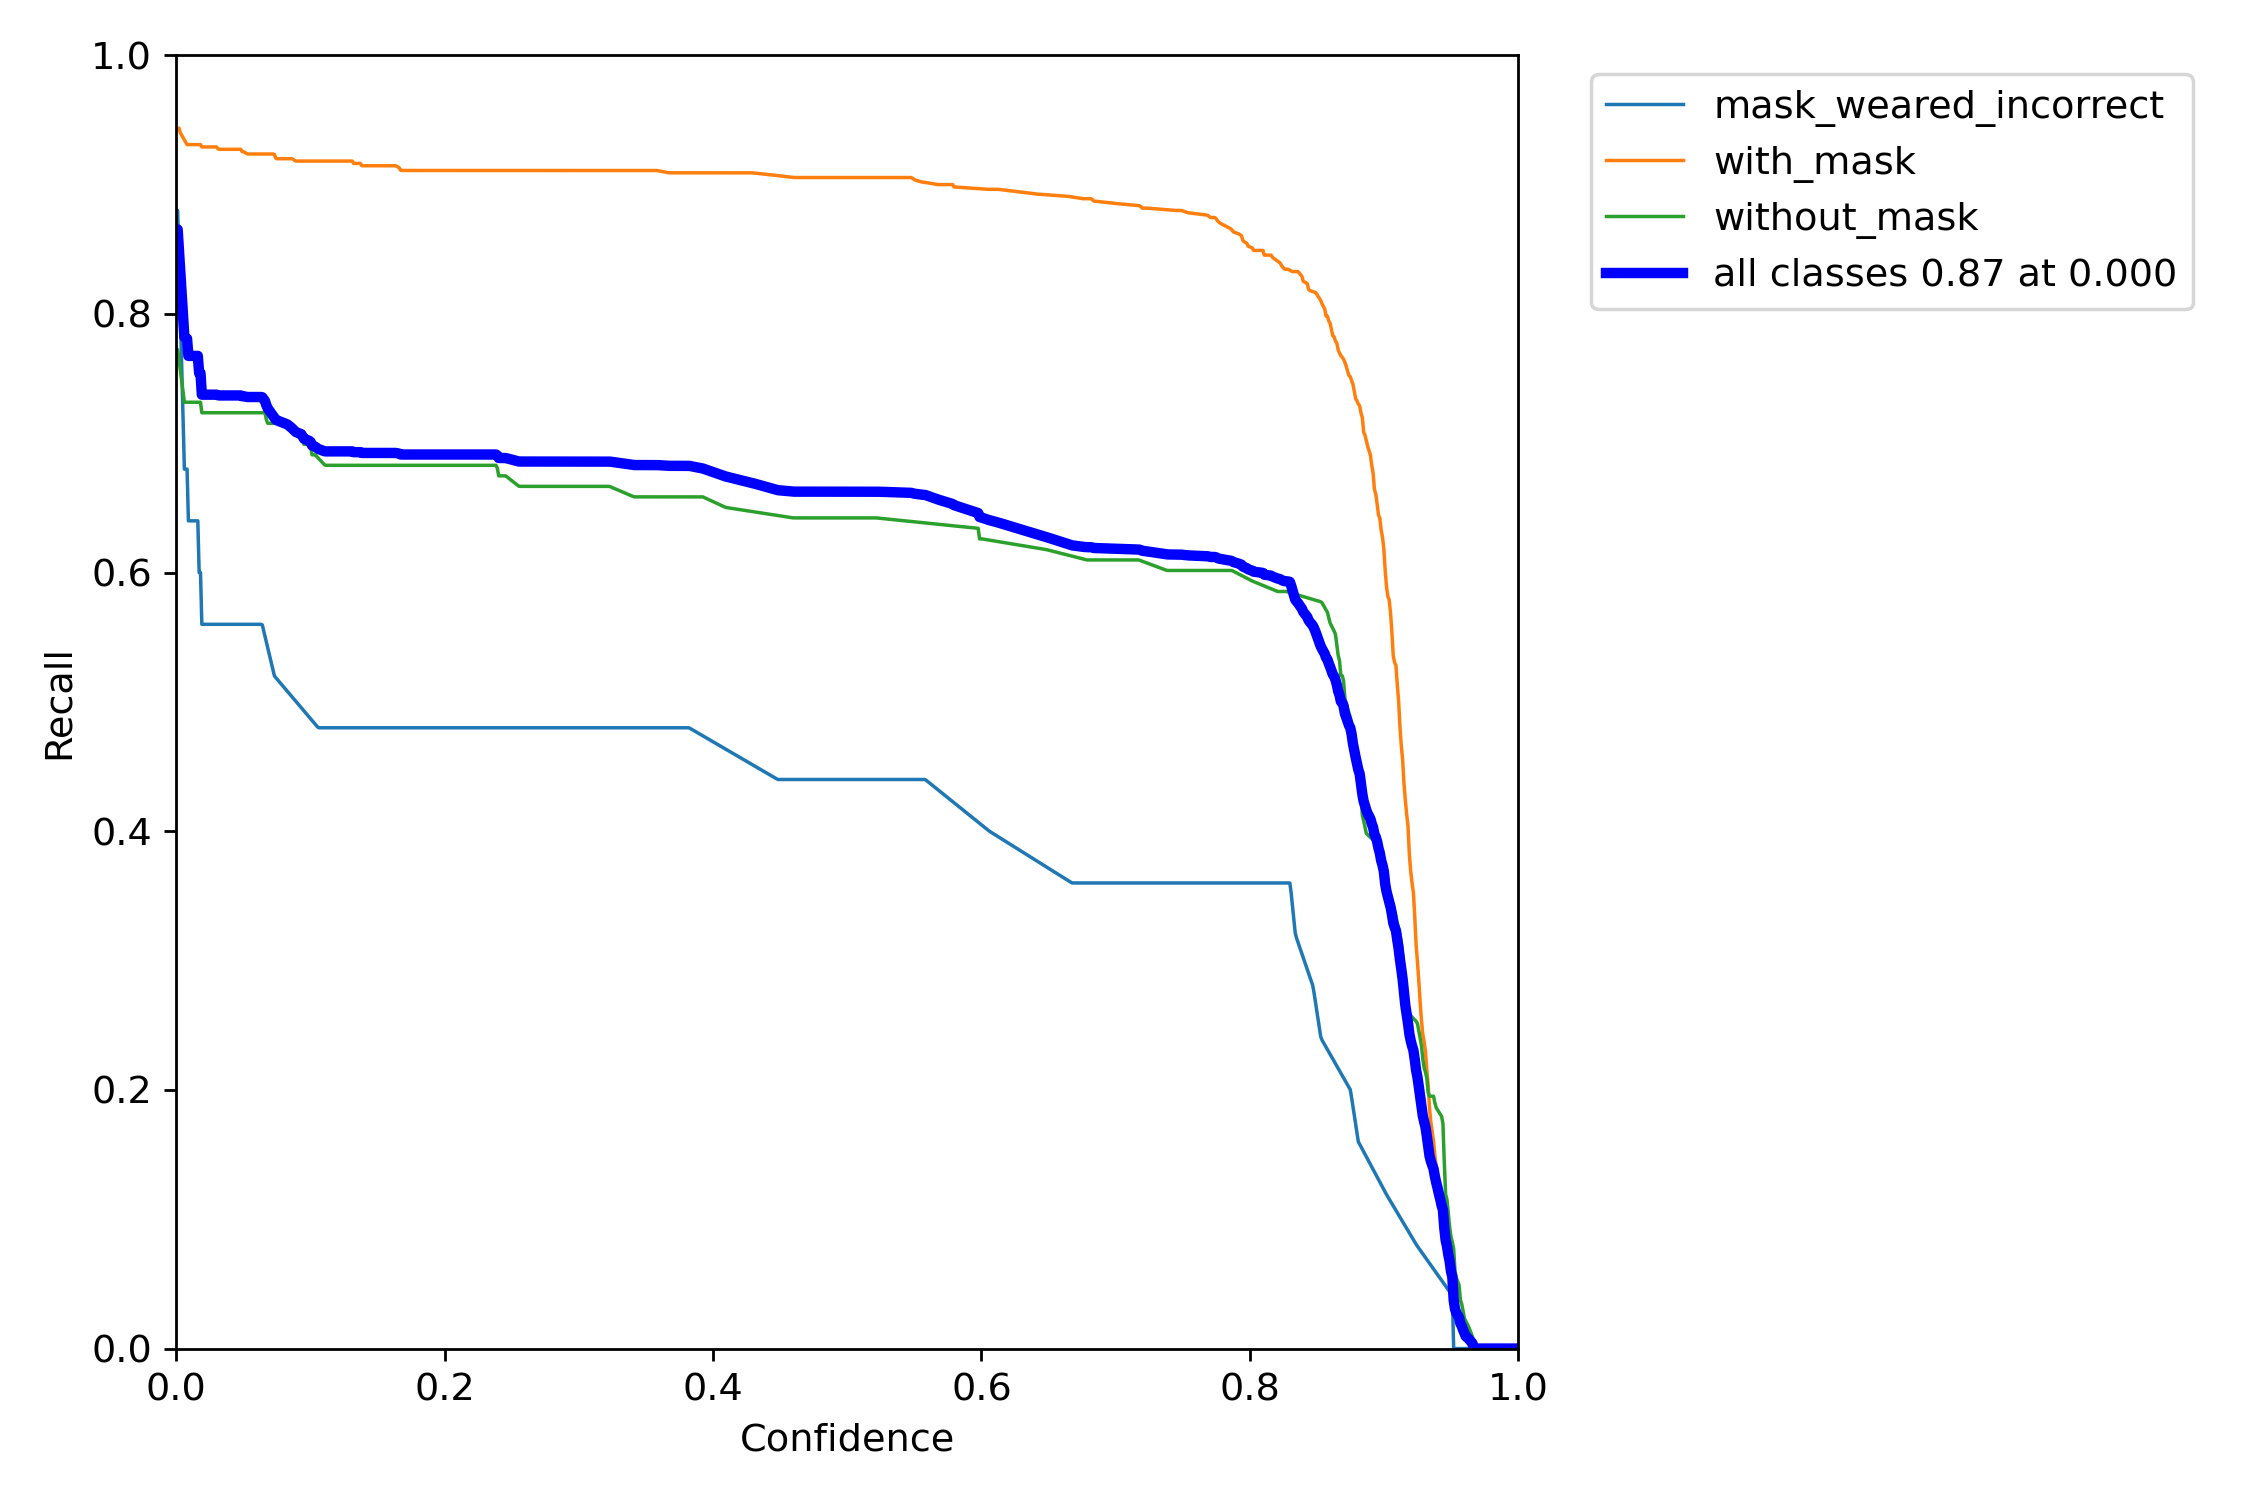 1.0
0.8
0.6
0.4
0.2
0.0
Recall
0.0 0.2 0.4 0.6 0.8 1.0
Confidence
mask_weared_incorrect
with_mask
without_mask
all classes 0.87 at 0.000